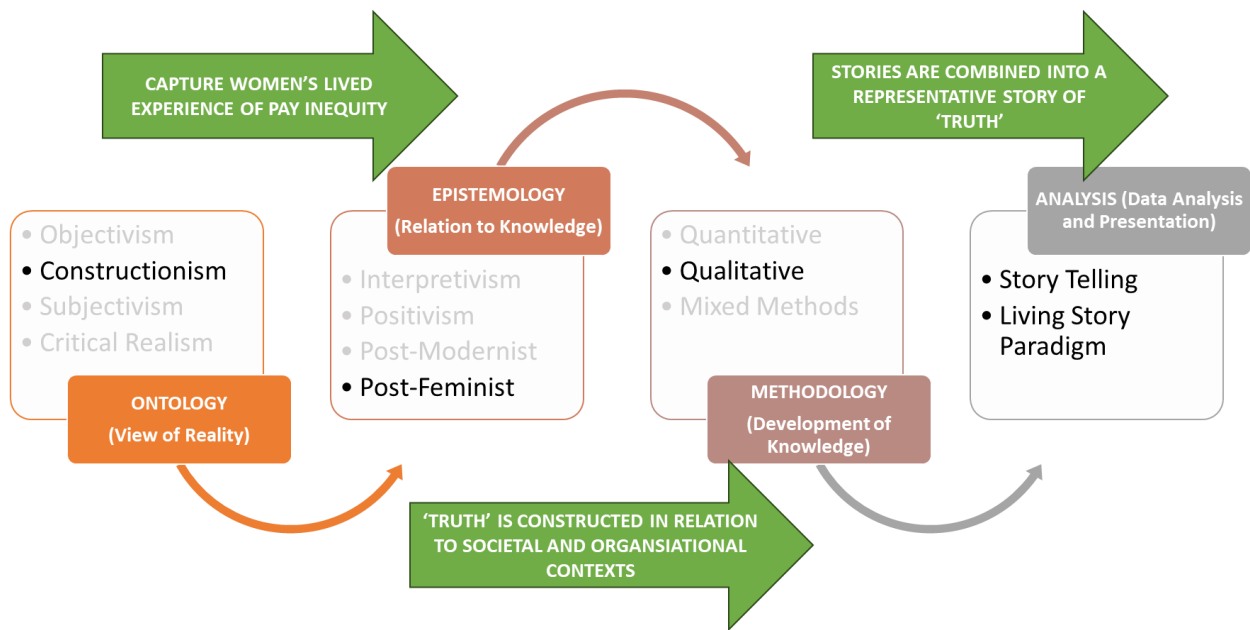 CAPTURE WOMEN'S LIVED
EXPERIENCE OF PAY INEQUITY
STORIES ARE COMBINED INTO A
REPRESENTATIVE STORY OF
'TRUTH'
• Objectivism
• Constructionism
• Subjectivism
• Critical Realism
ONTOLOGY
(View of Reality)
EPISTEMOLOGY
(Relation to Knowledge)
• Interpretivism
• Positivism
• Post-Modernist
• Post-Feminist
• Quantitative
• Qualitative
• Mixed Methods
METHODOLOGY
(Development of
Knowledge)
ANALYSIS (Data Analysis
and Presentation)
• Story Telling
• Living Story
Paradigm
'TRUTH' IS CONSTRUCTED IN RELATION
TO SOCIETAL AND ORGANSIATIONAL
CONTEXTS